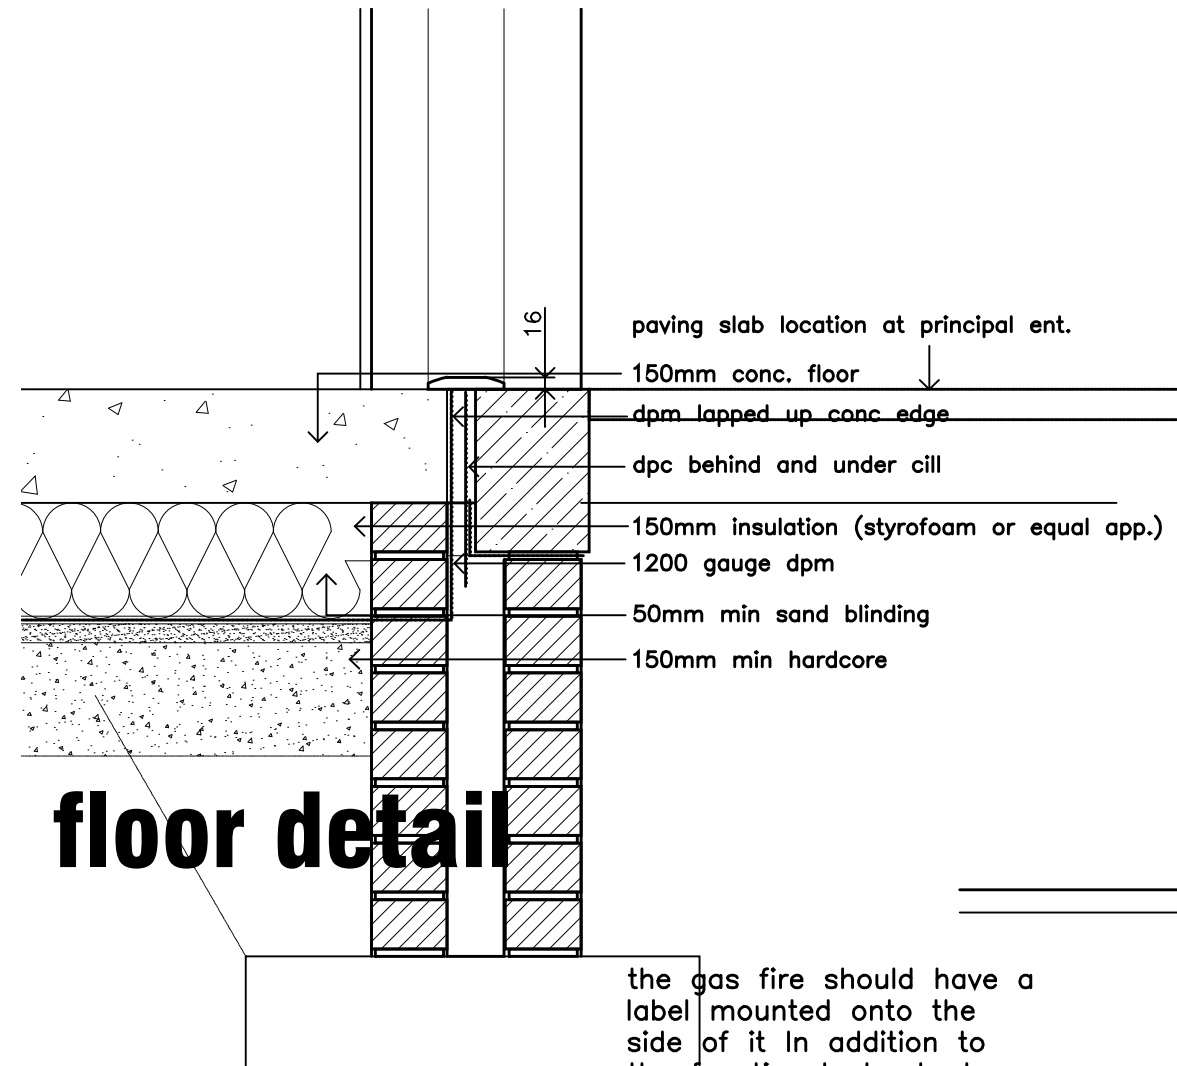 16
paving slab location at principal ent.
150mm conc. floor
dpm lapped up conc edge
dpc behind and under cill
150mm insulation (styrofoam or equal app.)
1200 gauge dpm
50mm min sand blinding
150mm min hardcore
floor detail
the gas fire should have a
label mounted onto the
side of it In addition to